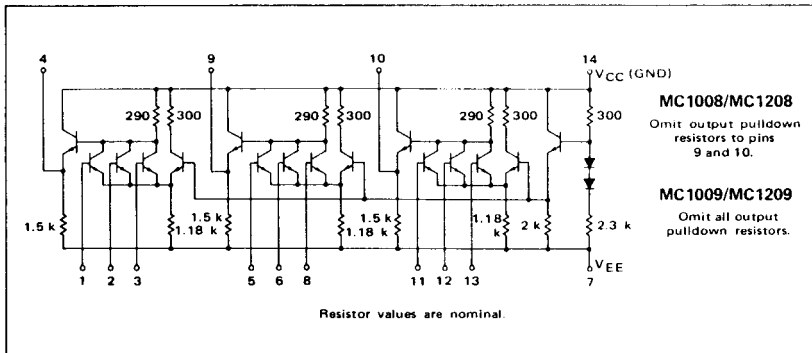 4 9 10 14
VCC (GND)
290 300 290 300 290 300 300
MC1008/MC1208
Omit output pulldown
resistors to pins
9 and 10.
MC1009/MC1209
Omit all output
pulldown resistors.
1.5 k 1.5 k 1.18 k 1.5 k 1.18 k 1.18 k 2 k 2.3 k
VEE
1 2 3 5 6 8 11 12 13 7
Resistor values are nominal.